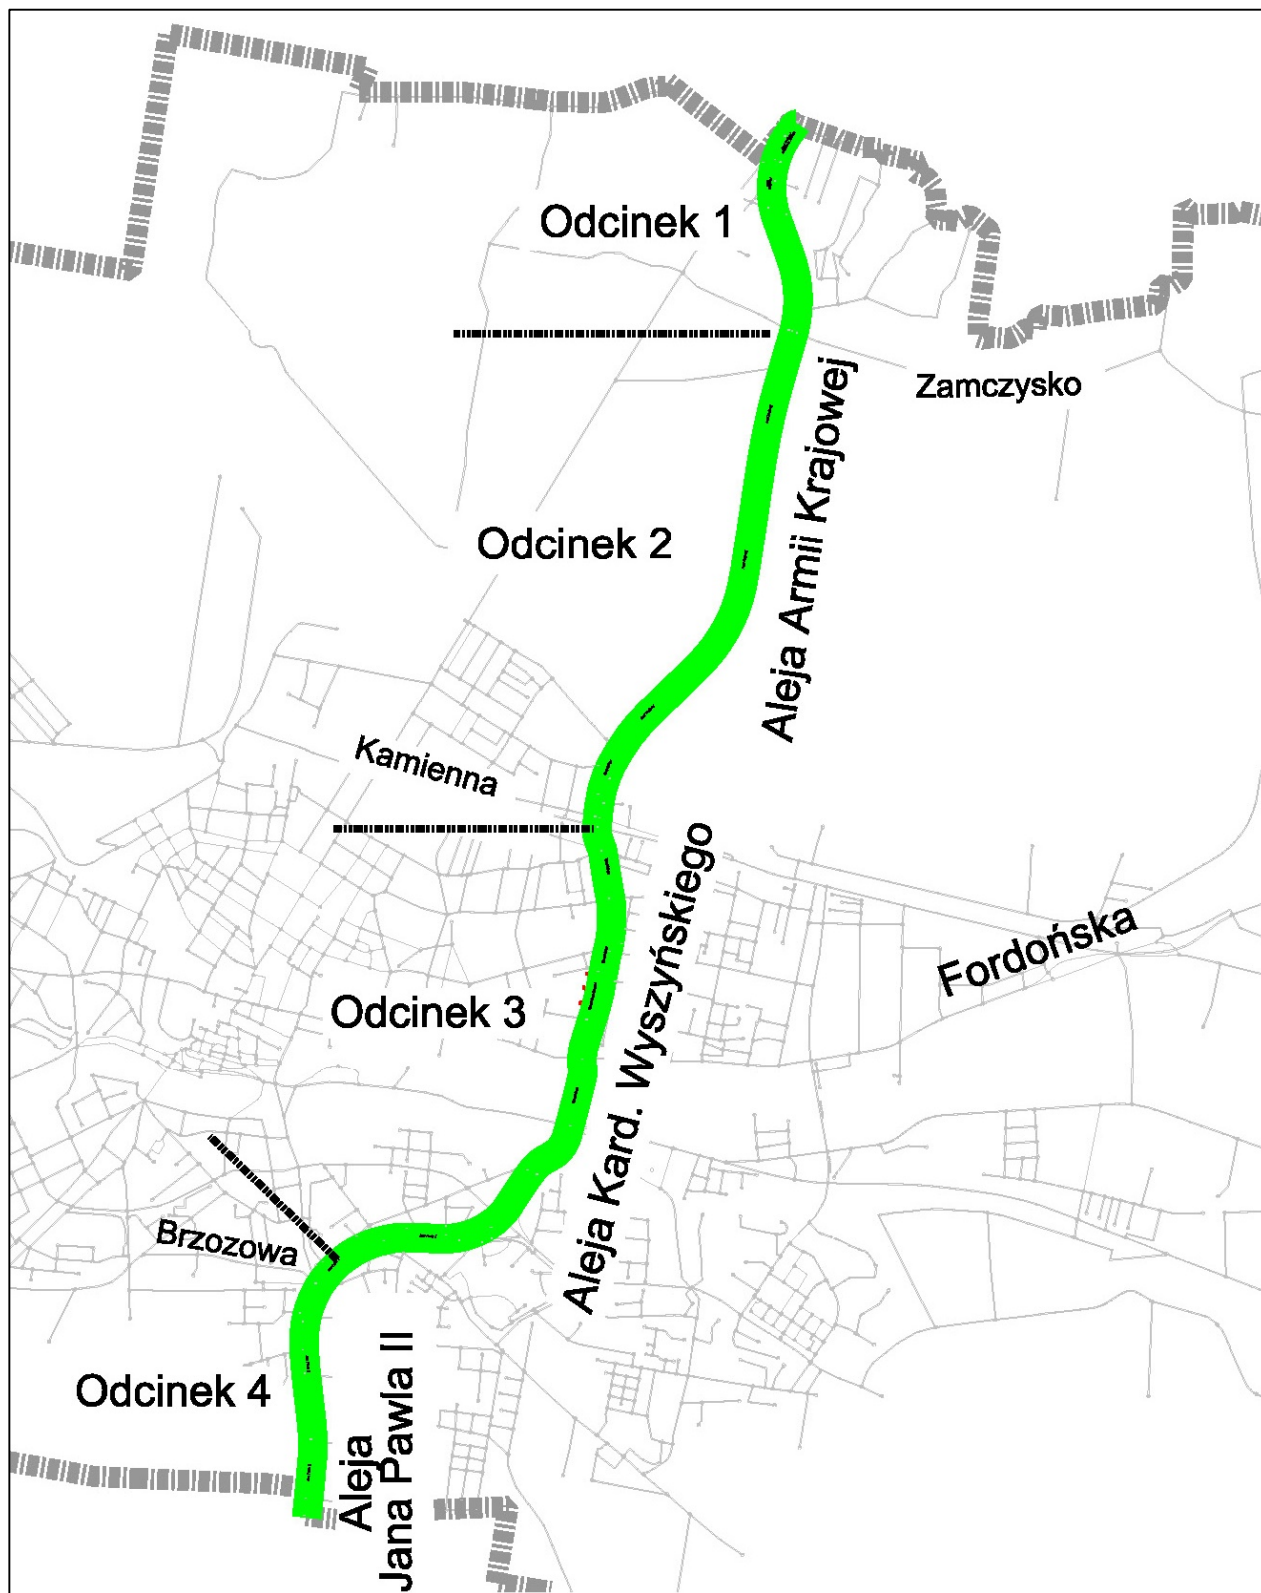 Odcinek 1
Zamczysko
Aleja Armii Krajowej
Odcinek 2
Kamienna
Aleja Kard. Wyszyńskiego
Fordońska
Odcinek 3
Brzozowa
Odcinek 4
Aleja
Jana Pawla II